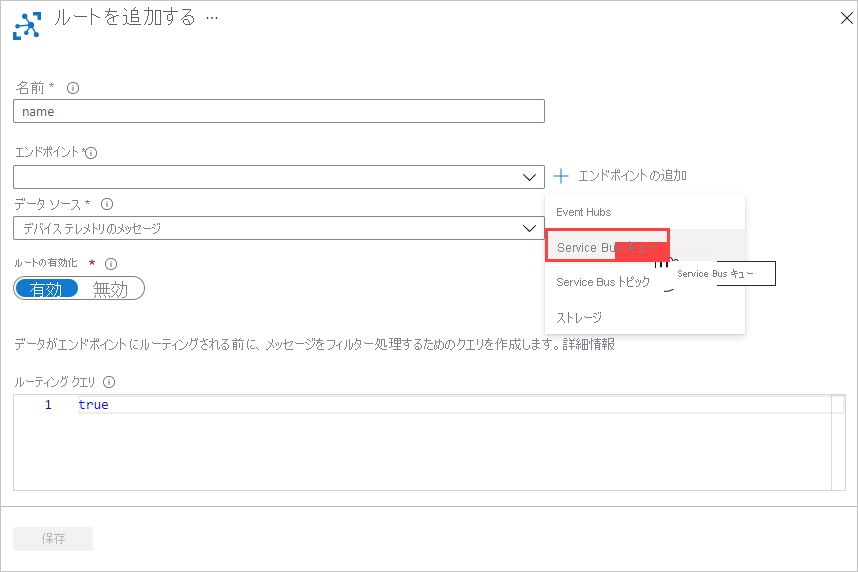 ルートを追加する …
名前 *
name
エンドポイント *
エンドポイントの追加
データ ソース *
デバイス テレメトリのメッセージ
Event Hubs
Service Bus
Service Bus キュー
Service Bus トピック
ストレージ
ルートの有効化 *
有効 無効
データがエンドポイントにルーティングされる前に、メッセージをフィルター処理するためのクエリを作成します。詳細情報
ルーティング クエリ
1 true
保存